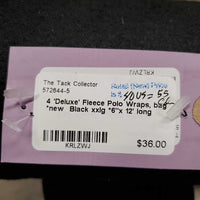 KRLZWJ
The Tack Collector
572844-5
4 'Deluxe' Fleece Polo Wraps, bag
*new Black xxlg *6"x 12' long
$36.00
KRLZWJ